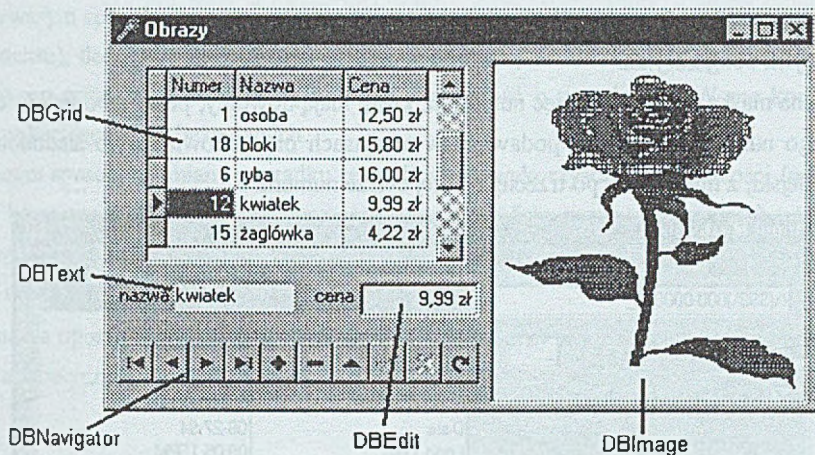 Obrazy
DBGrid
Numer Nazwa Cena
1 osoba 12,50 zł
18 bloki 15,80 zł
6 ryba 16,00 zł
12 kwiatek 9,99 zł
15 żaglówka 4,22 zł
DBText
nazwa kwiatek cena 9,99 zł
DBNavigator
DBEdit
DBImage